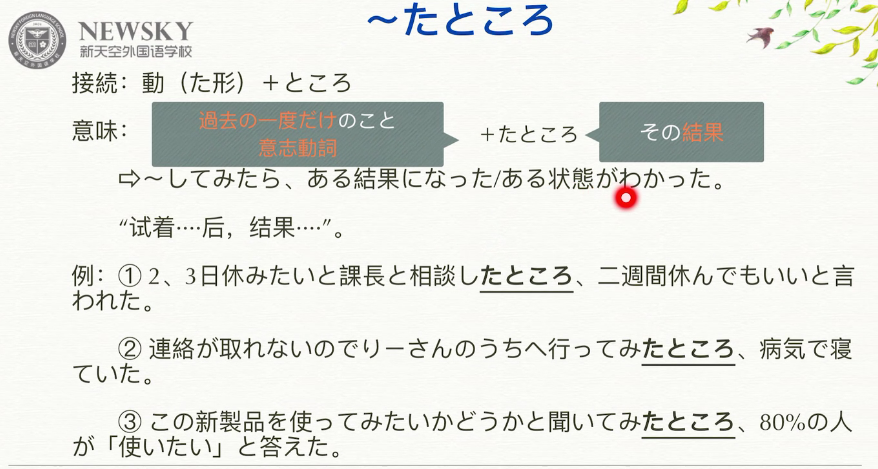 NEWSKY
新天空外国语学校
～たところ
接続：動（た形）＋ところ
意味：
過去の一度だけのこと
意志動詞
＋たところ
その結果
⇨～してみたら、ある結果になった/ある状態がわかった。
“试着····后，结果····”。
例：① 2、3日休みたいと課長と相談したところ、二週間休んでもいいと言
われた。
② 連絡が取れないのでりーさんのうちへ行ってみたところ、病気で寝
ていた。
③ この新製品を使ってみたいかどうかと聞いてみたところ、80%の人
が「使いたい」と答えた。